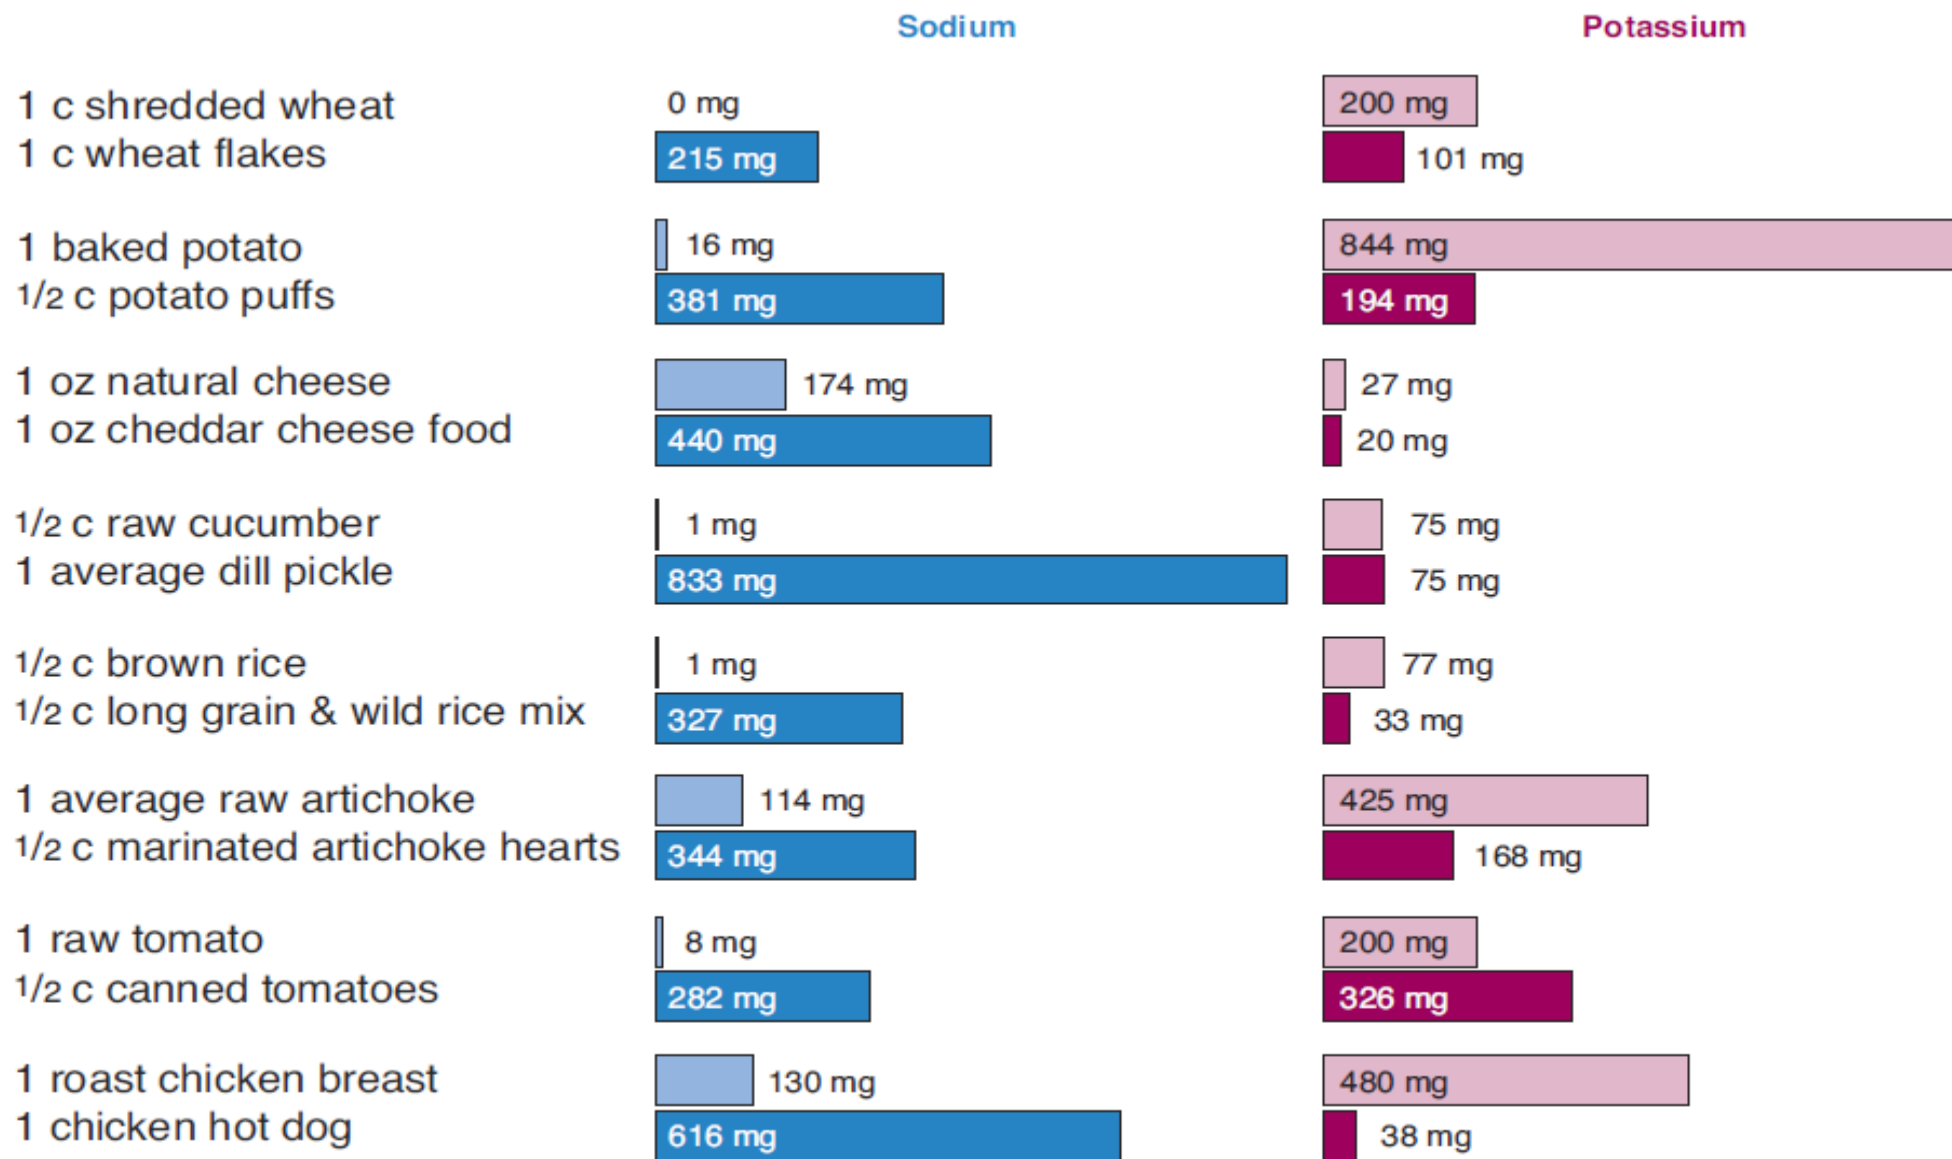 Sodium Potassium
1 c shredded wheat 0 mg 200 mg
1 c wheat flakes 215 mg 101 mg
1 baked potato 16 mg 844 mg
1/2 c potato puffs 381 mg 194 mg
1 oz natural cheese 174 mg 27 mg
1 oz cheddar cheese food 440 mg 20 mg
1/2 c raw cucumber 1 mg 75 mg
1 average dill pickle 833 mg 75 mg
1/2 c brown rice 1 mg 77 mg
1/2 c long grain & wild rice mix 327 mg 33 mg
1 average raw artichoke 114 mg 425 mg
1/2 c marinated artichoke hearts 344 mg 168 mg
1 raw tomato 8 mg 200 mg
1/2 c canned tomatoes 282 mg 326 mg
1 roast chicken breast 130 mg 480 mg
1 chicken hot dog 616 mg 38 mg